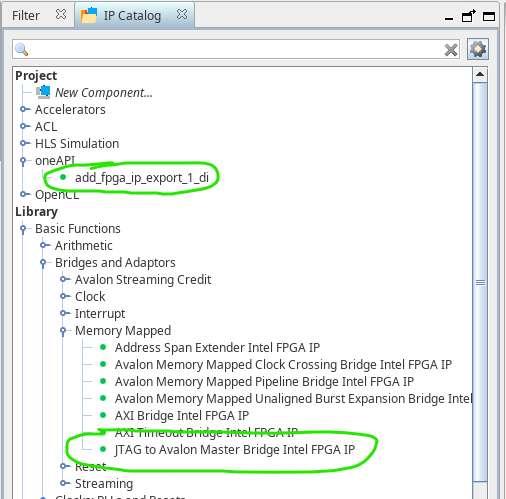 Filter IP Catalog
Project
New Component...
Accelerators
ACL
HLS Simulation
oneAPI
add_fpga_ip_export_1_di
OpenCL
Library
Basic Functions
Arithmetic
Bridges and Adaptors
Avalon Streaming Credit
Clock
Interrupt
Memory Mapped
Address Span Extender Intel FPGA IP
Avalon Memory Mapped Clock Crossing Bridge Intel FPGA IP
Avalon Memory Mapped Pipeline Bridge Intel FPGA IP
Avalon Memory Mapped Unaligned Burst Expansion Bridge Intel
AXI Bridge Intel FPGA IP
AXI Timeout Bridge Intel FPGA IP
JTAG to Avalon Master Bridge Intel FPGA IP
Reset
Streaming
Clocks; PLLs and Resets